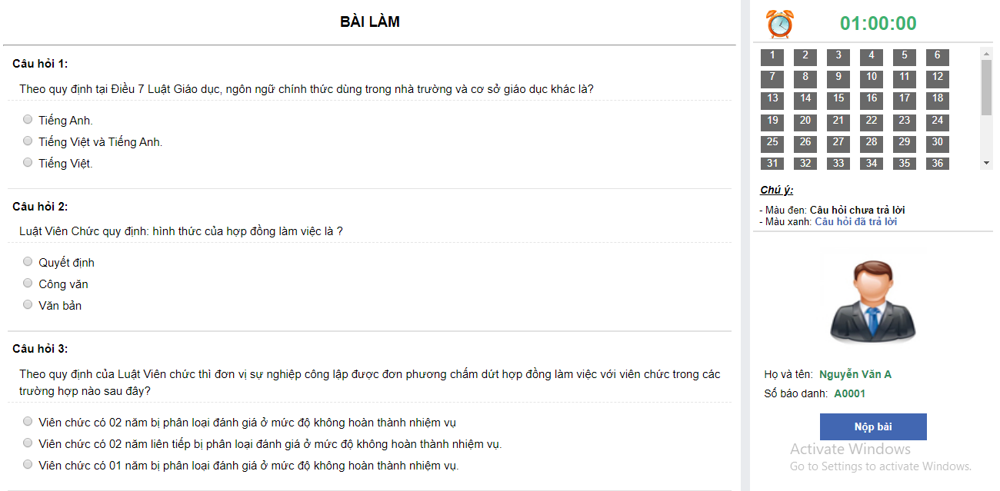 BÀI LÀM
Câu hỏi 1:
Theo quy định tại Điều 7 Luật Giáo dục, ngôn ngữ chính thức dùng trong nhà trường và cơ sở giáo dục khác là?
Tiếng Anh.
Tiếng Việt và Tiếng Anh.
Tiếng Việt.
Câu hỏi 2:
Luật Viên Chức quy định: hình thức của hợp đồng làm việc là ?
Quyết định
Công văn
Văn bản
Câu hỏi 3:
Theo quy định của Luật Viên chức thì đơn vị sự nghiệp công lập được đơn phương chấm dứt hợp đồng làm việc với viên chức trong các
trường hợp nào sau đây?
Viên chức có 02 năm bị phân loại đánh giá ở mức độ không hoàn thành nhiệm vụ
Viên chức có 02 năm liên tiếp bị phân loại đánh giá ở mức độ không hoàn thành nhiệm vụ.
Viên chức có 01 năm bị phân loại đánh giá ở mức độ không hoàn thành nhiệm vụ.
01:00:00
1 2 3 4 5 6
7 8 9 10 11 12
13 14 15 16 17 18
19 20 21 22 23 24
25 26 27 28 29 30
31 32 33 34 35 36
Chú ý:
- Màu đen: Câu hỏi chưa trả lời
- Màu xanh: Câu hỏi đã trả lời
Họ và tên: Nguyễn Văn A
Số báo danh: A0001
Nộp bài
Activate Windows
Go to Settings to activate Windows.